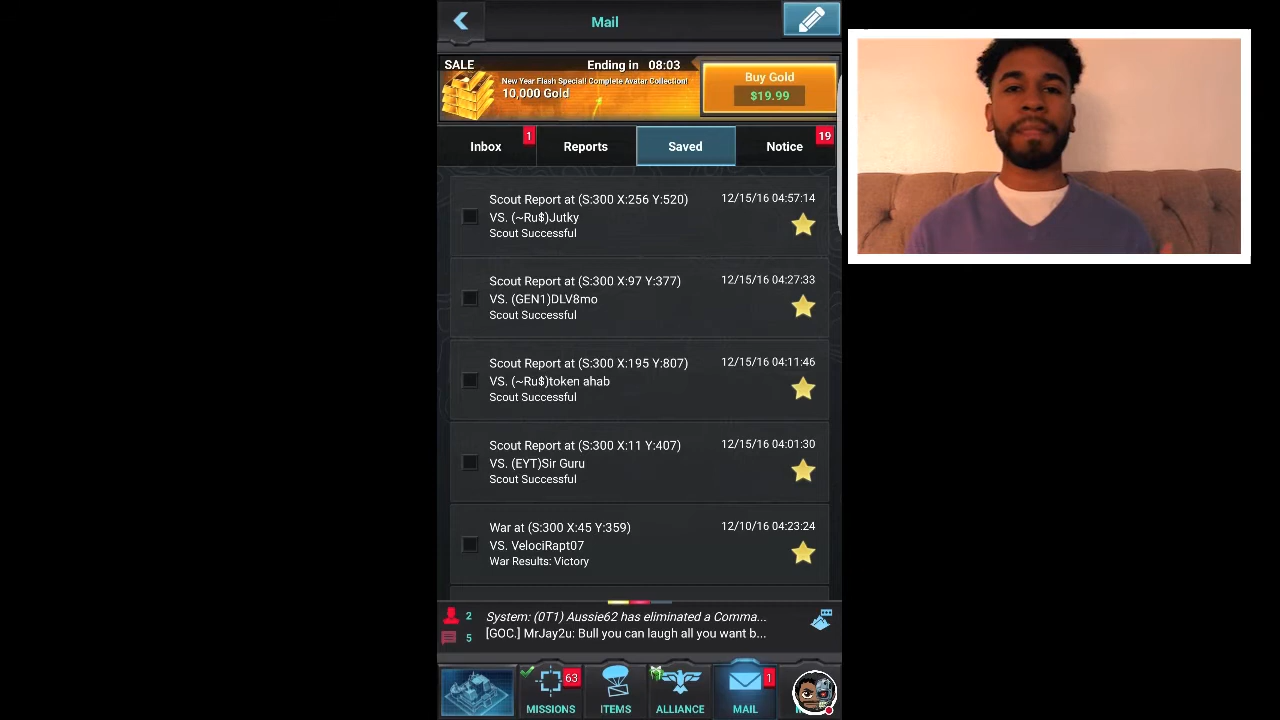 Mail
SALE
Ending in 08:03
New Year Flash Special! Complete Avatar Collection!
10,000 Gold
Buy Gold
$19.99
Inbox
1
Reports
Saved
Notice
19
Scout Report at (S:300 X:256 Y:520)
12/15/16 04:57:14
VS. (~Ru$)Jutky
Scout Successful
Scout Report at (S:300 X:97 Y:377)
12/15/16 04:27:33
VS. (GEN1)DLV8mo
Scout Successful
Scout Report at (S:300 X:195 Y:807)
12/15/16 04:11:46
VS. (~Ru$)token ahab
Scout Successful
Scout Report at (S:300 X:11 Y:407)
12/15/16 04:01:30
VS. (EYT)Sir Guru
Scout Successful
War at (S:300 X:45 Y:359)
12/10/16 04:23:24
VS. VelociRapt07
War Results: Victory
2
System: (0T1) Aussie62 has eliminated a Comma...
5
[GOC.] MrJay2u: Bull you can laugh all you want b...
63
1
MISSIONS
ITEMS
ALLIANCE
MAIL